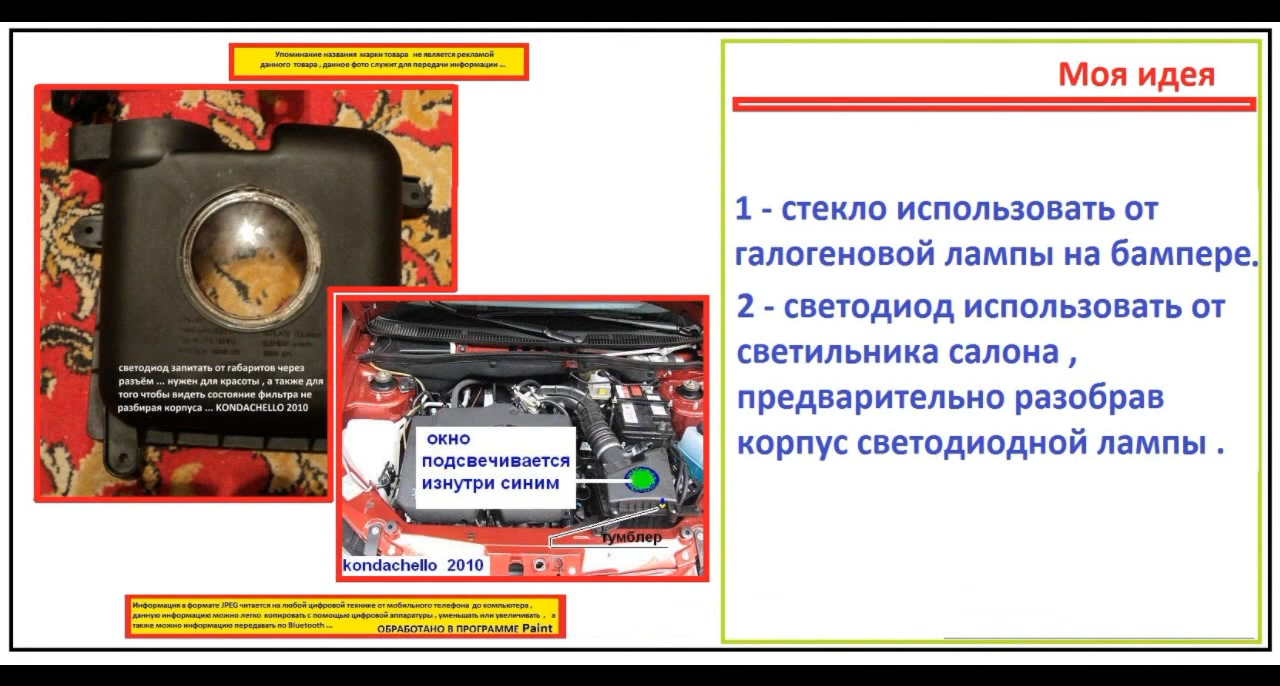 Упоминание названия марки товара не является рекламой
данного товара , данное фото служит для передачи информации ...
светодиод запитать от габаритов через
разъём ... нужен для красоты , а также для
того чтобы видеть состояние фильтра не
разбирая корпуса ... KONDACHELLO 2010
окно
подсвечивается
изнутри синим
тумблер
kondachello 2010
Информация в формате JPEG читается на любой цифровой технике от мобильного телефона до компьютера ,
данную информацию можно легко копировать с помощью цифровой аппаратуры , уменьшать или увеличивать , а
также можно информацию передавать по Bluetooth ...
ОБРАБОТАНО В ПРОГРАММЕ Paint
Моя идея
1 - стекло использовать от
галогеновой лампы на бампере.
2 - светодиод использовать от
светильника салона ,
предварительно разобрав
корпус светодиодной лампы .